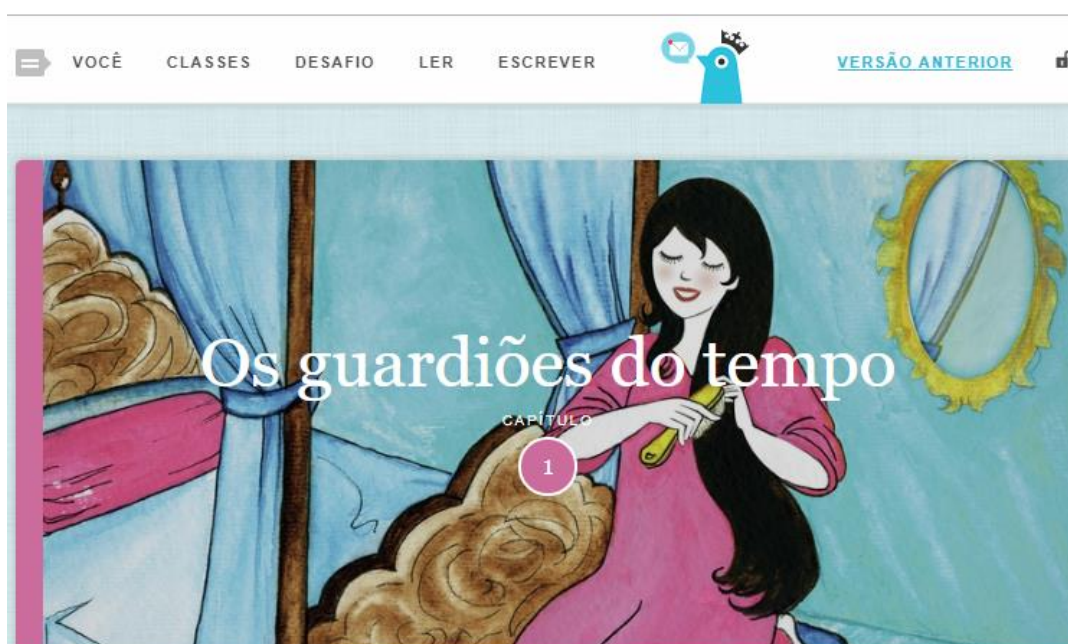 VOCÊ CLASSES DESAFIO LER ESCREVER VERSÃO ANTERIOR
Os guardiões do tempo
CAPÍTULO
1